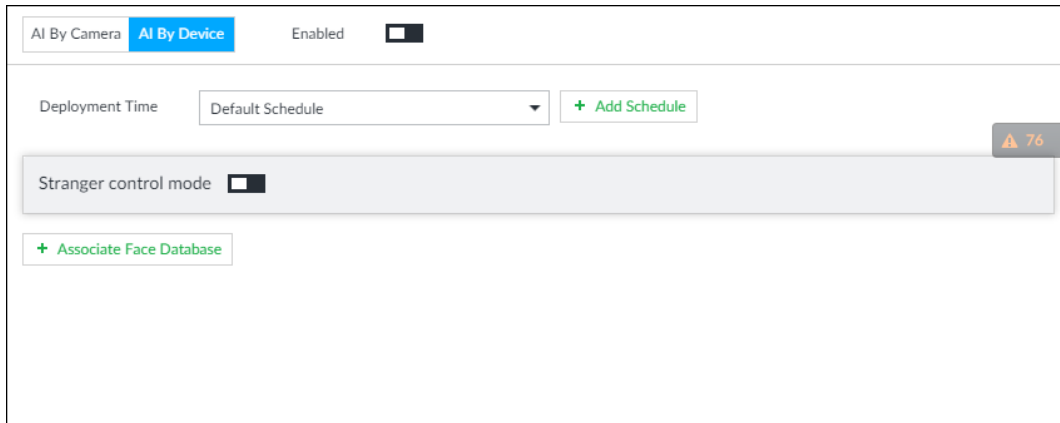 AI By Camera AI By Device Enabled
Deployment Time Default Schedule + Add Schedule
76
Stranger control mode
+ Associate Face Database